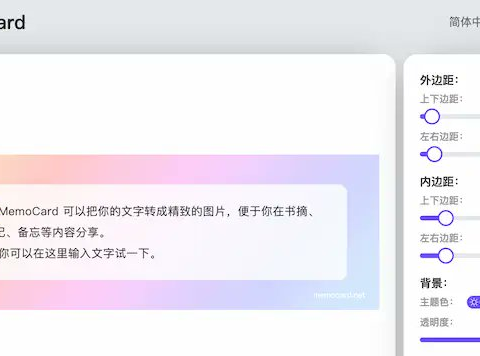 ard
简体中
MemoCard 可以把你的文字转成精致的图片，便于你在书摘、
记、备忘等内容分享。
你可以在这里输入文字试一下。
memocard.net
外边距：
上下边距：
左右边距：
内边距：
上下边距：
左右边距：
背景：
主题色：
透明度：